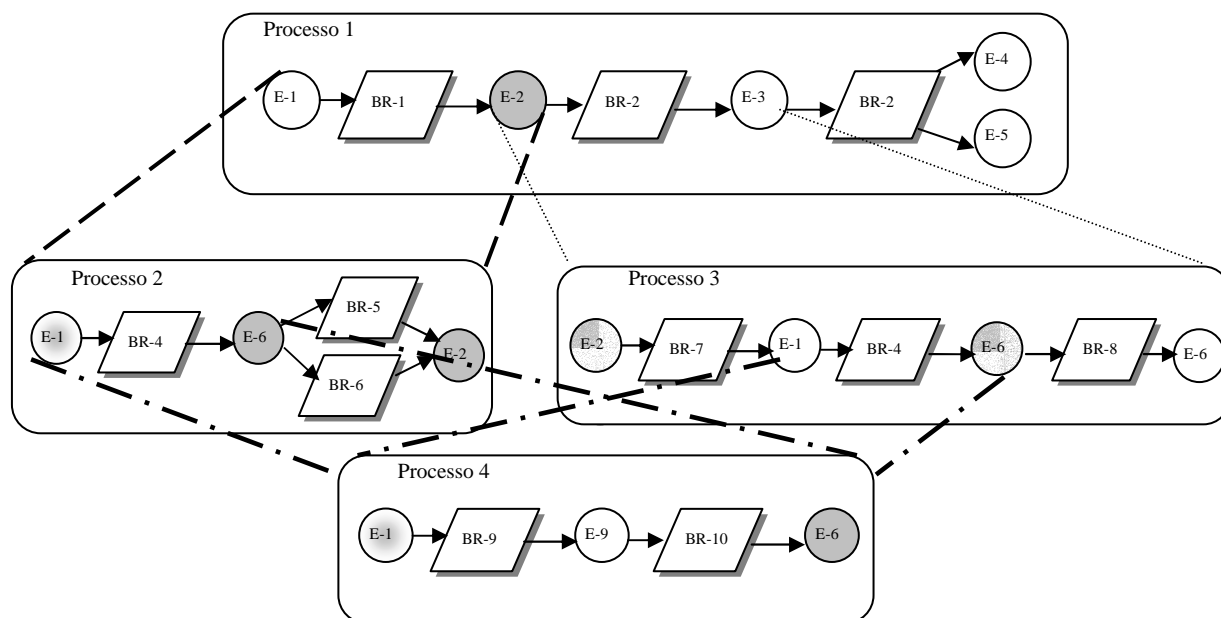 Processo 1
E-1
BR-1
E-2
BR-2
E-3
BR-2
E-4
E-5
Processo 2
E-1
BR-4
E-6
BR-5
BR-6
E-2
Processo 3
E-2
BR-7
E-1
BR-4
E-6
BR-8
E-6
Processo 4
E-1
BR-9
E-9
BR-10
E-6